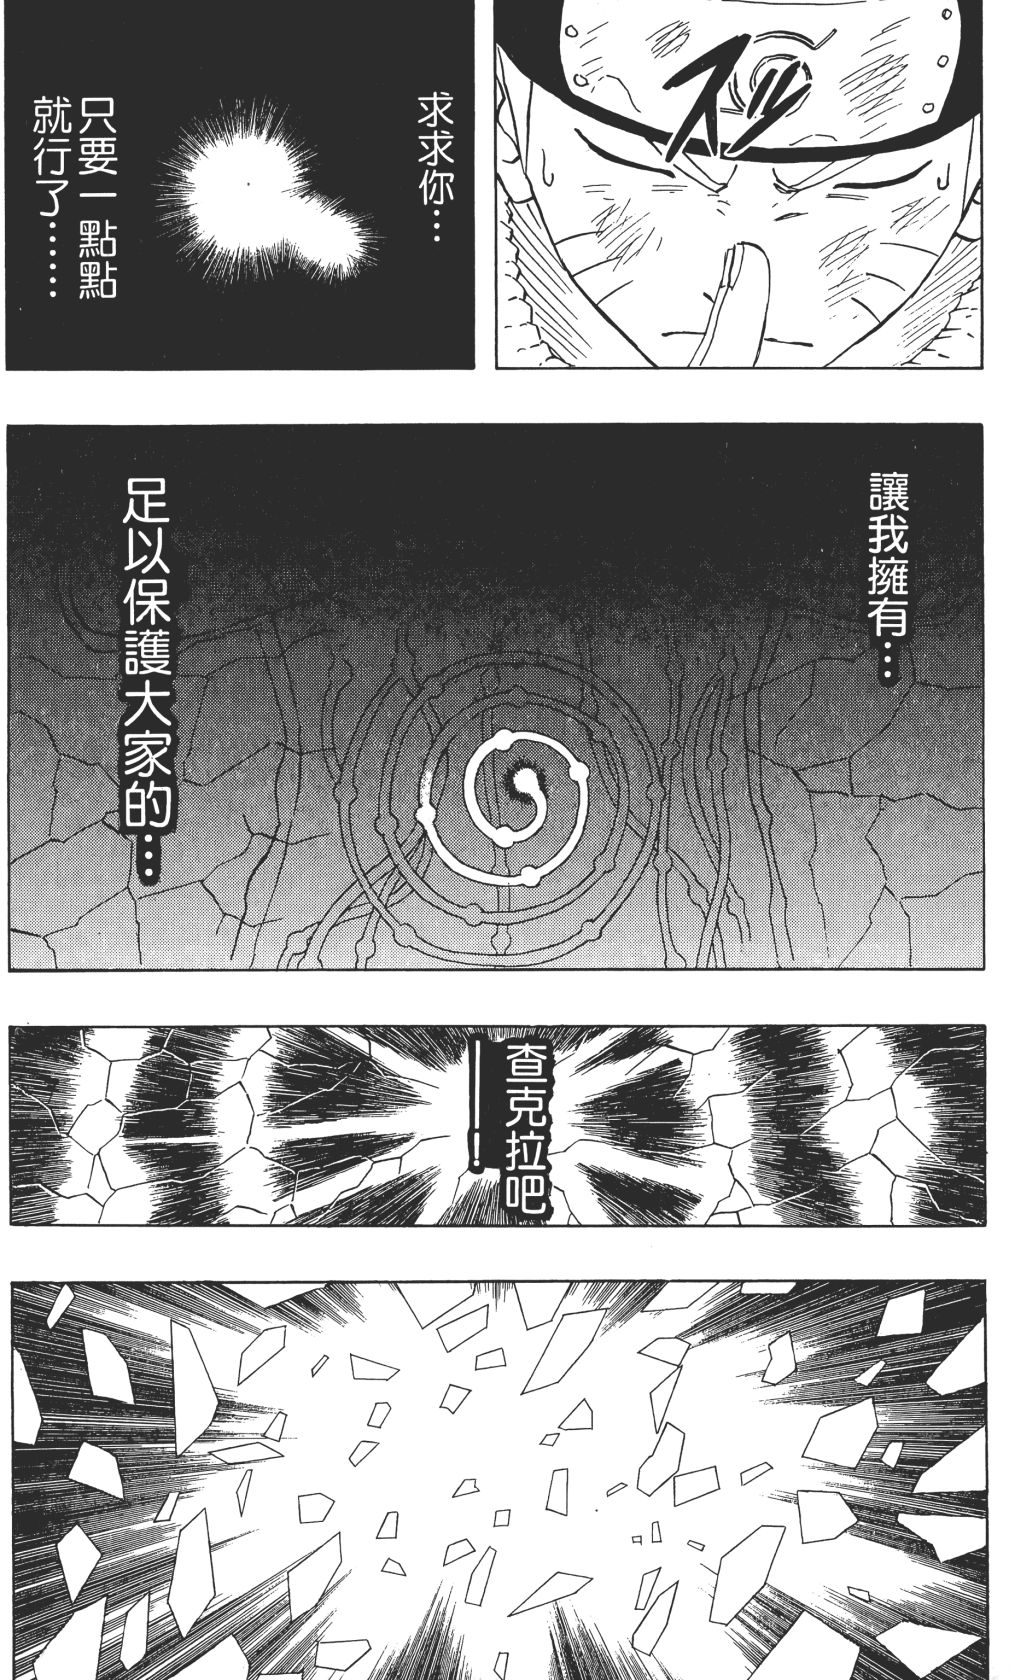 スッ
求求你…
只要一點點
就行了……
讓我擁有…
足以保護大家的…
查克拉吧
——！